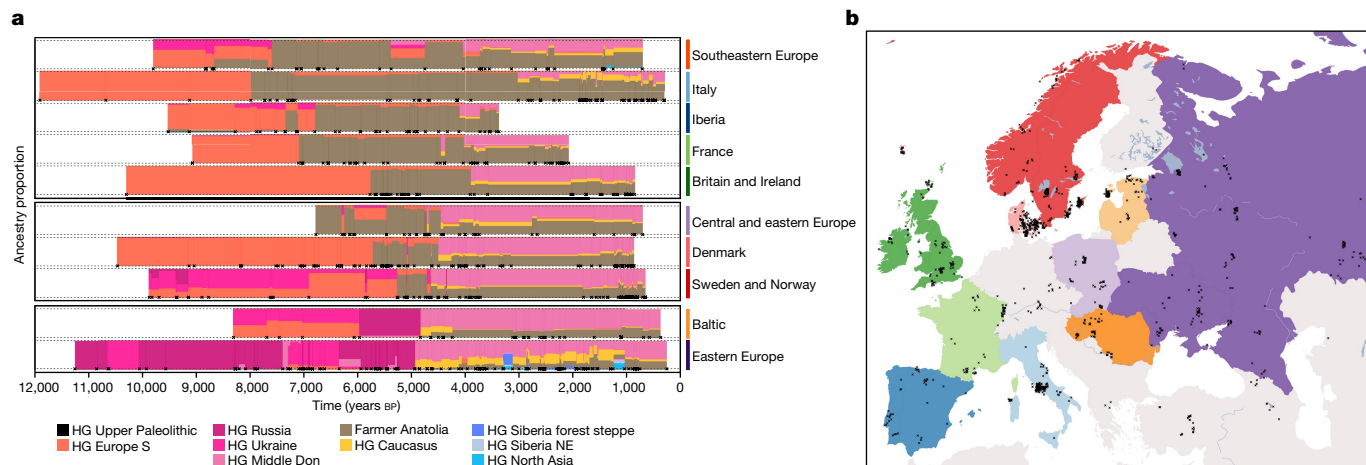 a
b
Southeastern Europe
Italy
Iberia
France
Britain and Ireland
Central and eastern Europe
Denmark
Sweden and Norway
Baltic
Eastern Europe
Ancestry proportion
12,000 11,000 10,000 9,000 8,000 7,000 6,000 5,000 4,000 3,000 2,000 1,000 0
Time (years BP)
HG Upper Paleolithic
HG Europe S
HG Russia
HG Ukraine
HG Middle Don
Farmer Anatolia
HG Caucasus
HG Siberia forest steppe
HG Siberia NE
HG North Asia